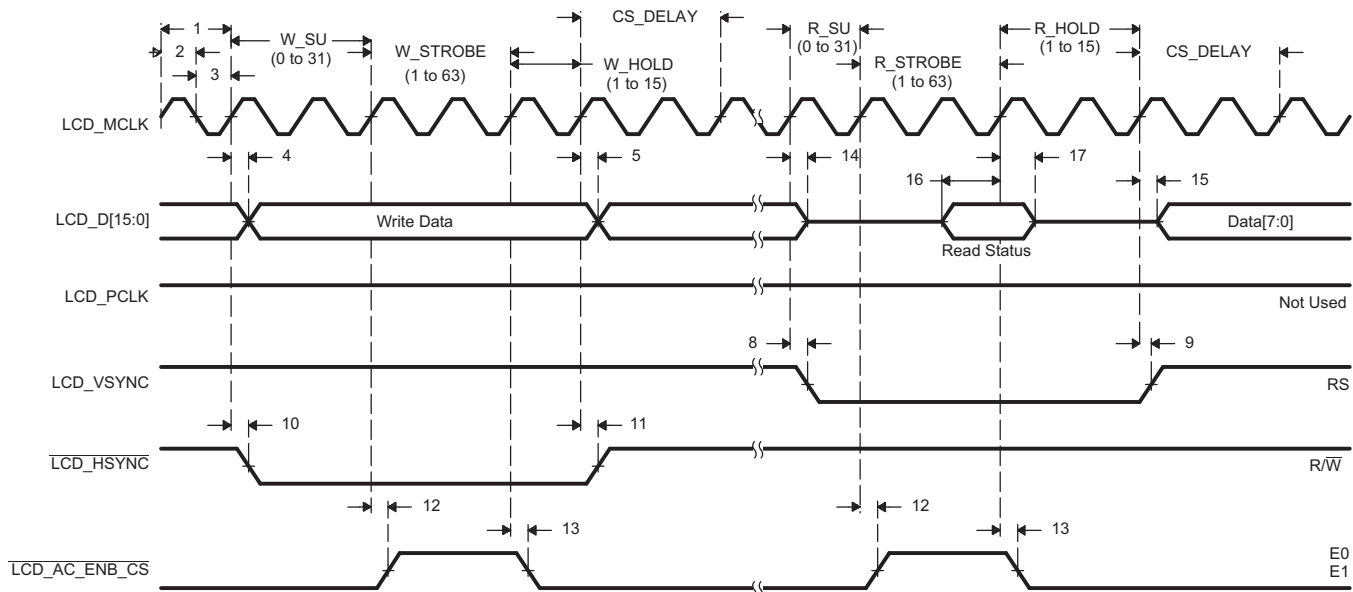 CS_DELAY
1
W_SU
(0 to 31)
R_SU
(0 to 31)
R_HOLD
(1 to 15)
2
W_STROBE
(1 to 63)
CS_DELAY
3
W_HOLD
(1 to 15)
R_STROBE
(1 to 63)
LCD_MCLK
4
5
14
17
16
15
LCD_D[15:0]
Write Data
Data[7:0]
Read Status
LCD_PCLK
Not Used
8
9
LCD_VSYNC
RS
10
11
LCD_HSYNC
R/W
12
12
13
13
LCD_AC_ENB_CS
E0
E1